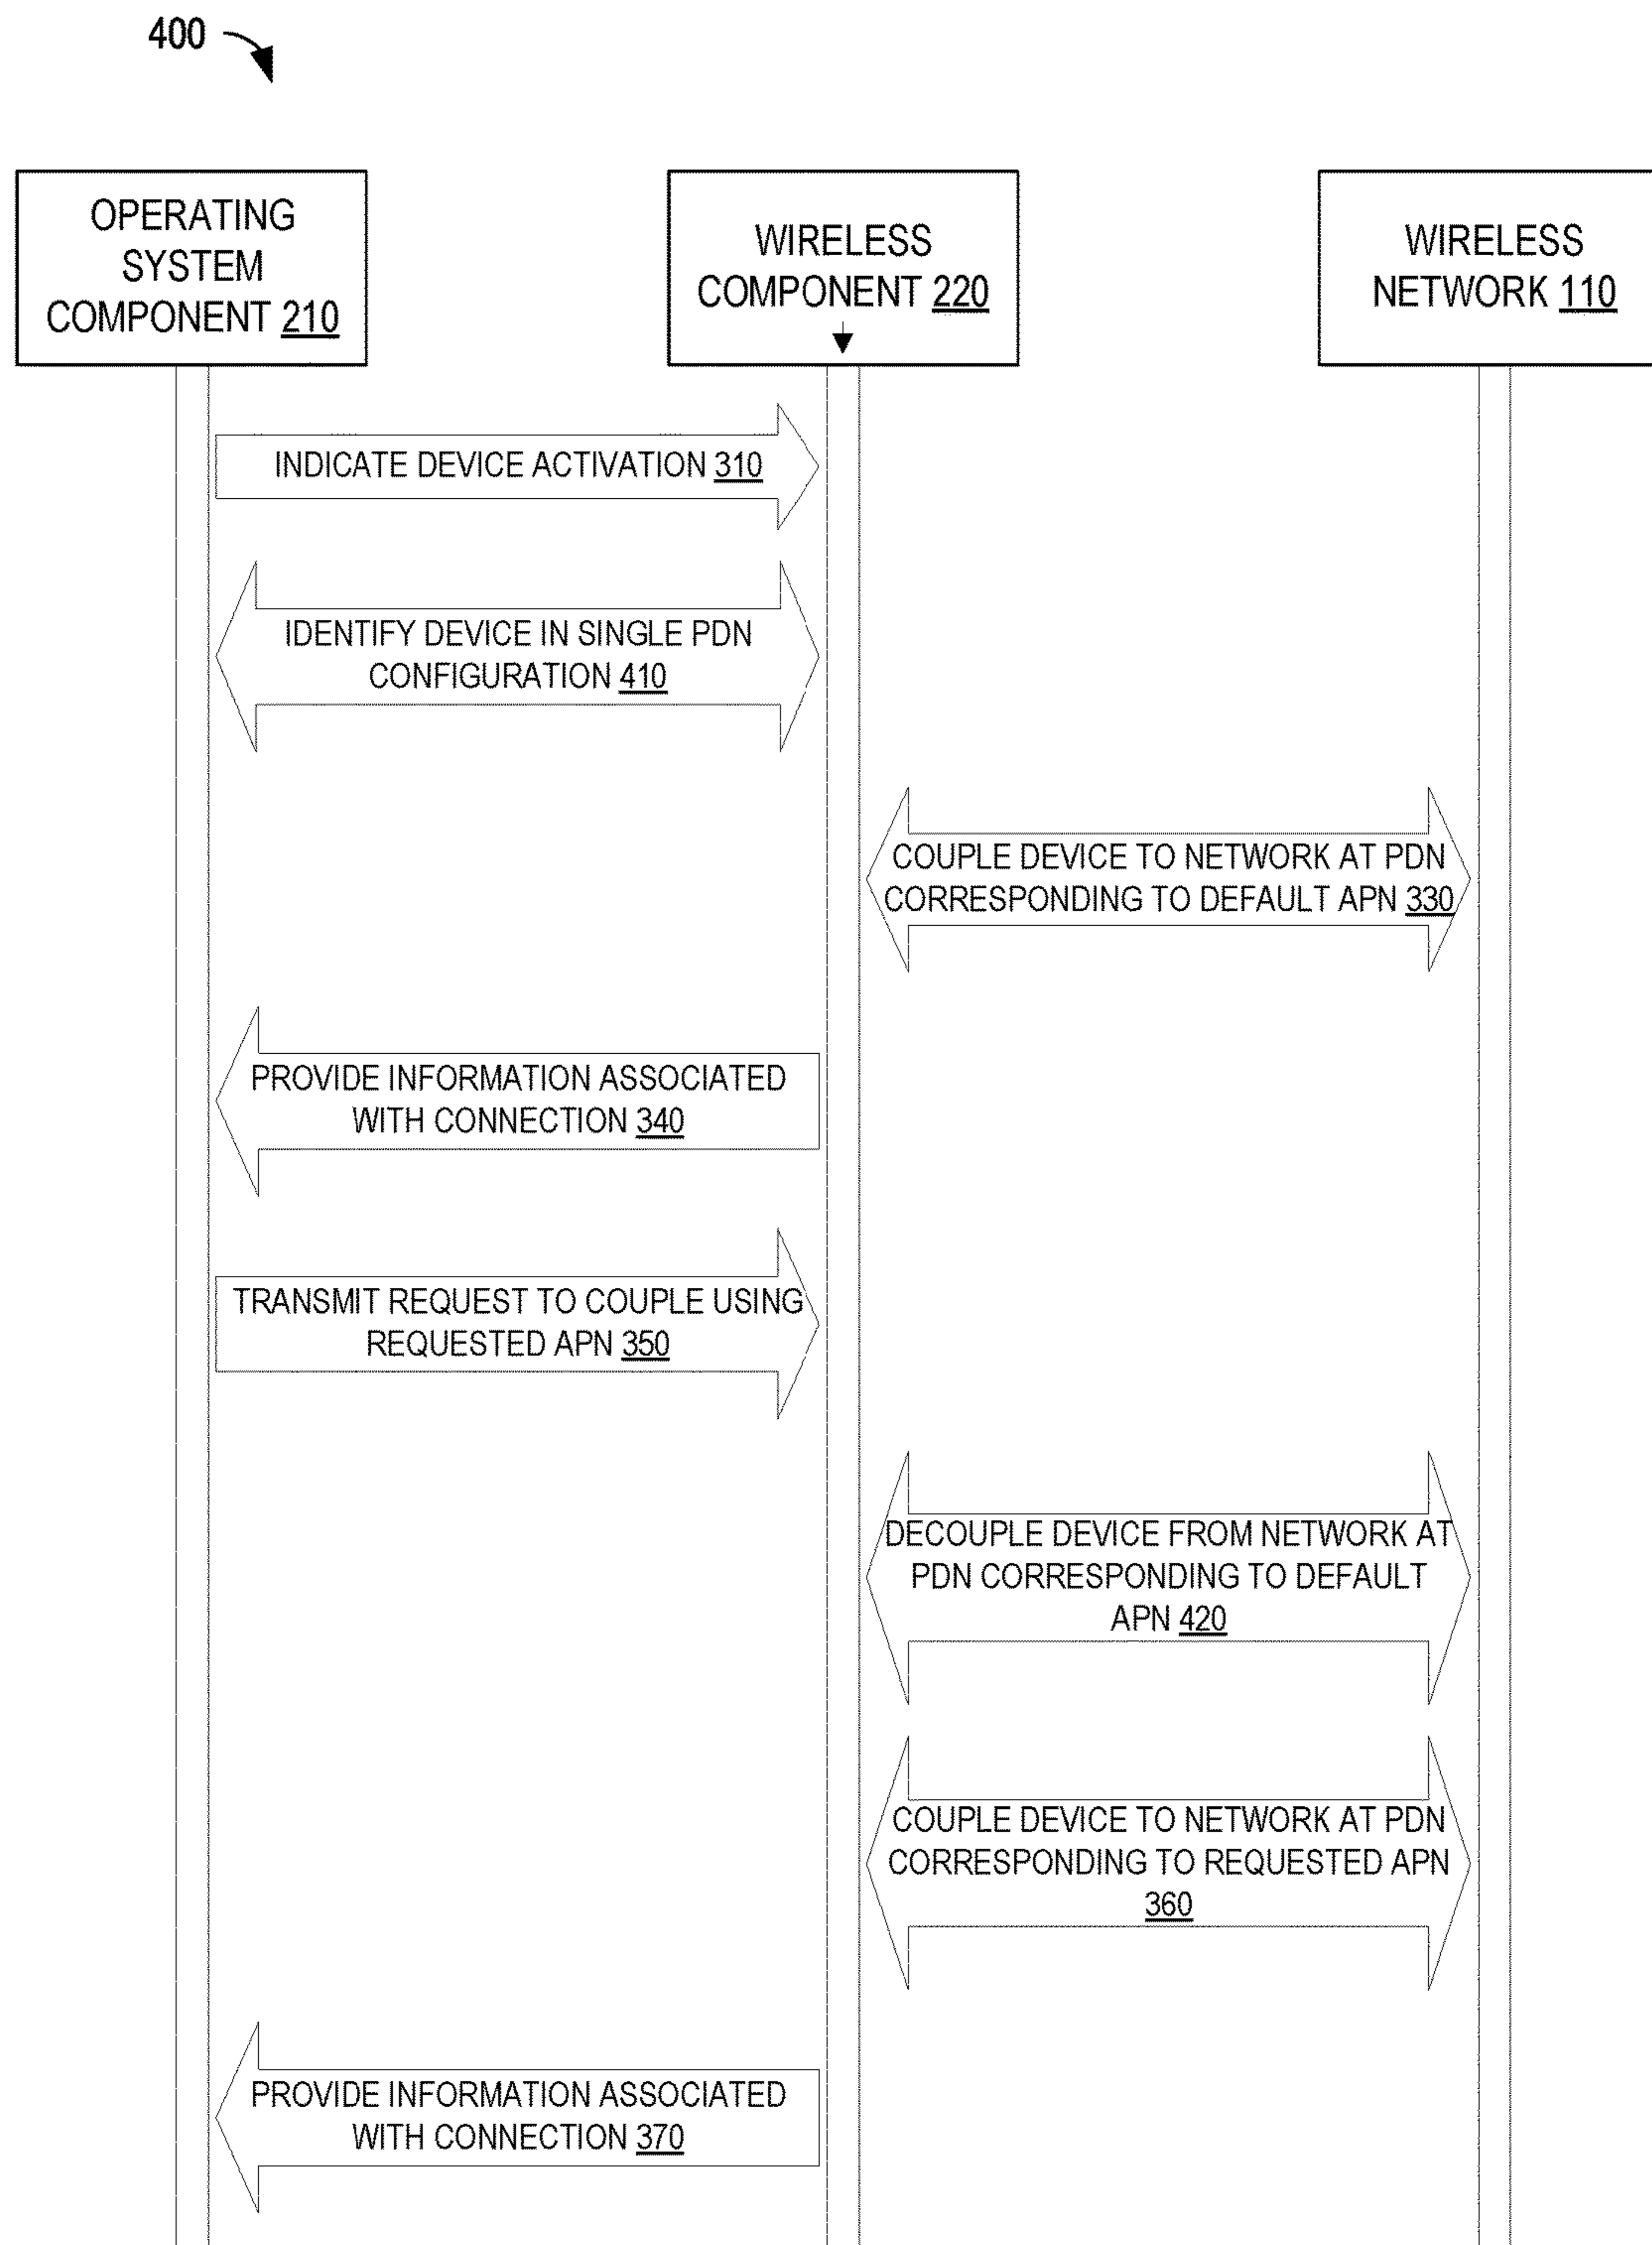 400
OPERATING
SYSTEM
COMPONENT 210
WIRELESS
COMPONENT 220
WIRELESS
NETWORK 110
INDICATE DEVICE ACTIVATION 310
IDENTIFY DEVICE IN SINGLE PDN
CONFIGURATION 410
COUPLE DEVICE TO NETWORK AT PDN
CORRESPONDING TO DEFAULT APN 330
PROVIDE INFORMATION ASSOCIATED
WITH CONNECTION 340
TRANSMIT REQUEST TO COUPLE USING
REQUESTED APN 350
DECOUPLE DEVICE FROM NETWORK AT
PDN CORRESPONDING TO DEFAULT
APN 420
COUPLE DEVICE TO NETWORK AT PDN
CORRESPONDING TO REQUESTED APN
360
PROVIDE INFORMATION ASSOCIATED
WITH CONNECTION 370